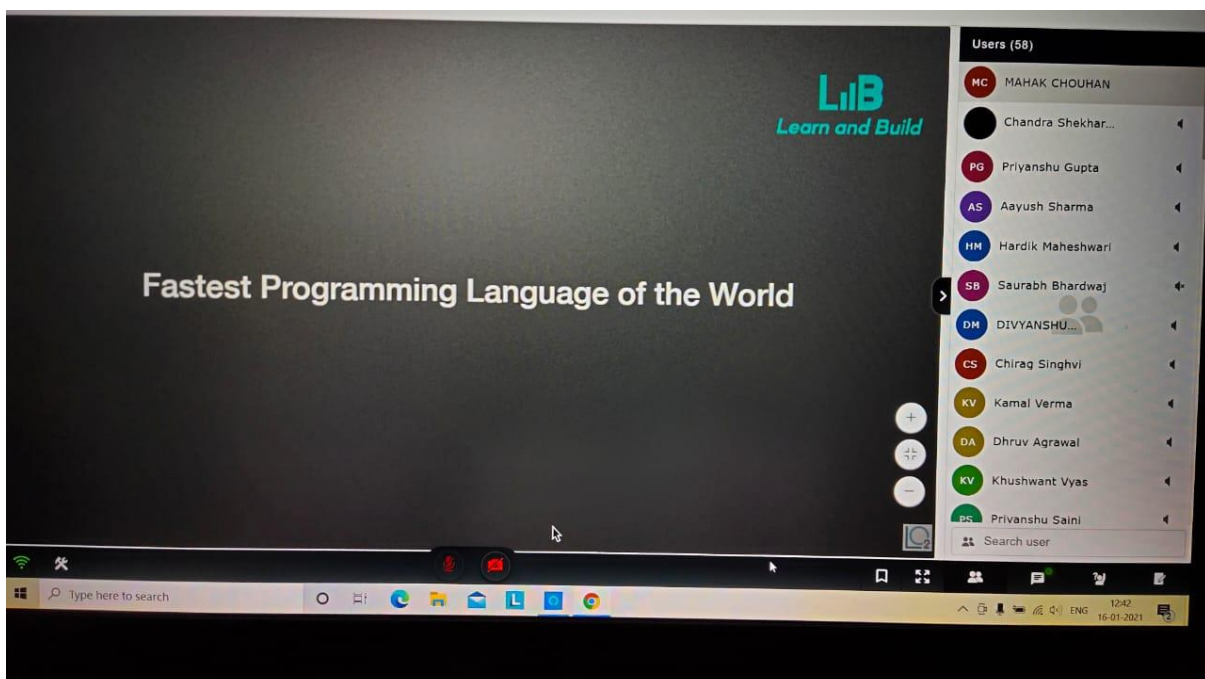 LIIB
Learn and Build
Fastest Programming Language of the World
Users (58)
MC MAHAK CHOUHAN
Chandra Shekhar...
PG Priyanshu Gupta
AS Aayush Sharma
HM Hardik Maheshwari
SB Saurabh Bhardwaj
DM DIVYANSHU...
CS Chirag Singhvi
KV Kamal Verma
DA Dhruv Agrawal
KV Khushwant Vyas
PS Priyanshu Saini
Search user
Type here to search
L
ENG
12:42
16-01-2021
2